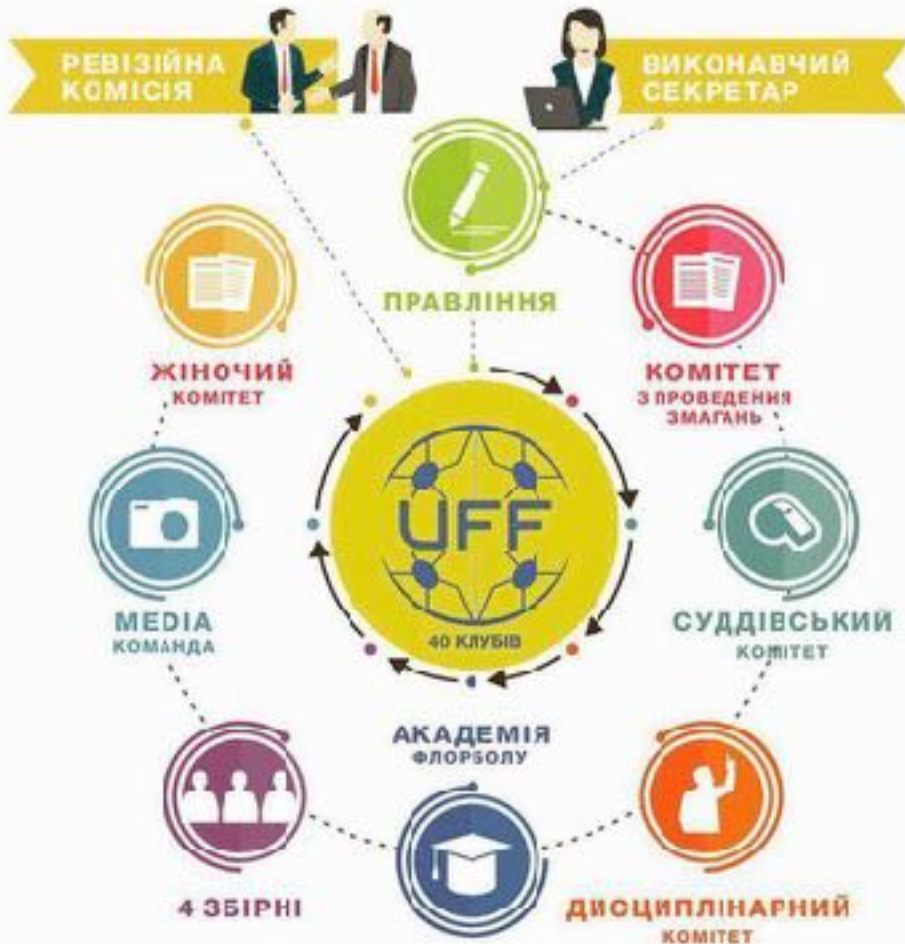 РЕВІЗІЙНА
КОМІСІЯ
ВИКОНАВЧИЙ
СЕКРЕТАР
ПРАВЛІННЯ
ЖІНОЧИЙ
КОМІТЕТ
КОМІТЕТ
З ПРОВЕДЕННЯ
ЗМАГАНЬ
UFF
40 КЛУБІВ
MEDIA
КОМАНДА
СУДДІВСЬКИЙ
КОМІТЕТ
АКАДЕМІЯ
ФЛОРБОЛУ
4 ЗБІРНІ
ДИСЦИПЛІНАРНИЙ
КОМІТЕТ